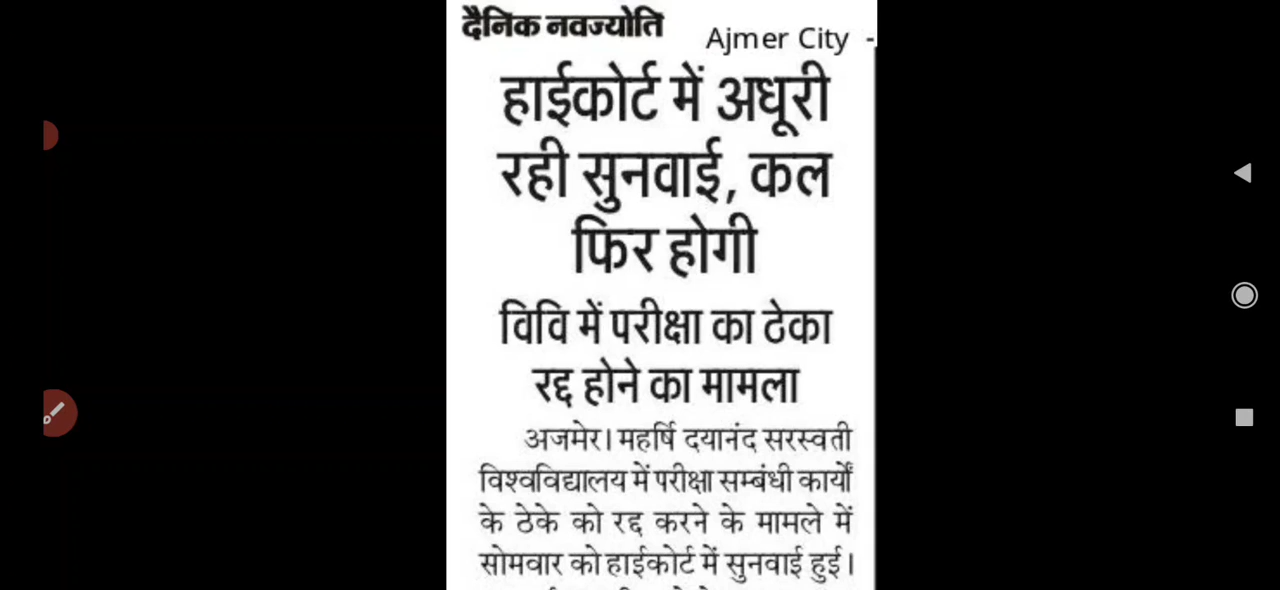 दैनिक नवज्योति
Ajmer City -
हाईकोर्ट में अधूरी
रही सुनवाई, कल
फिर होगी
विवि में परीक्षा का ठेका
रद्द होने का मामला
अजमेर। महर्षि दयानंद सरस्वती
विश्वविद्यालय में परीक्षा सम्बंधी कार्यों
के ठेके को रद्द करने के मामले में
सोमवार को हाईकोर्ट में सुनवाई हुई।